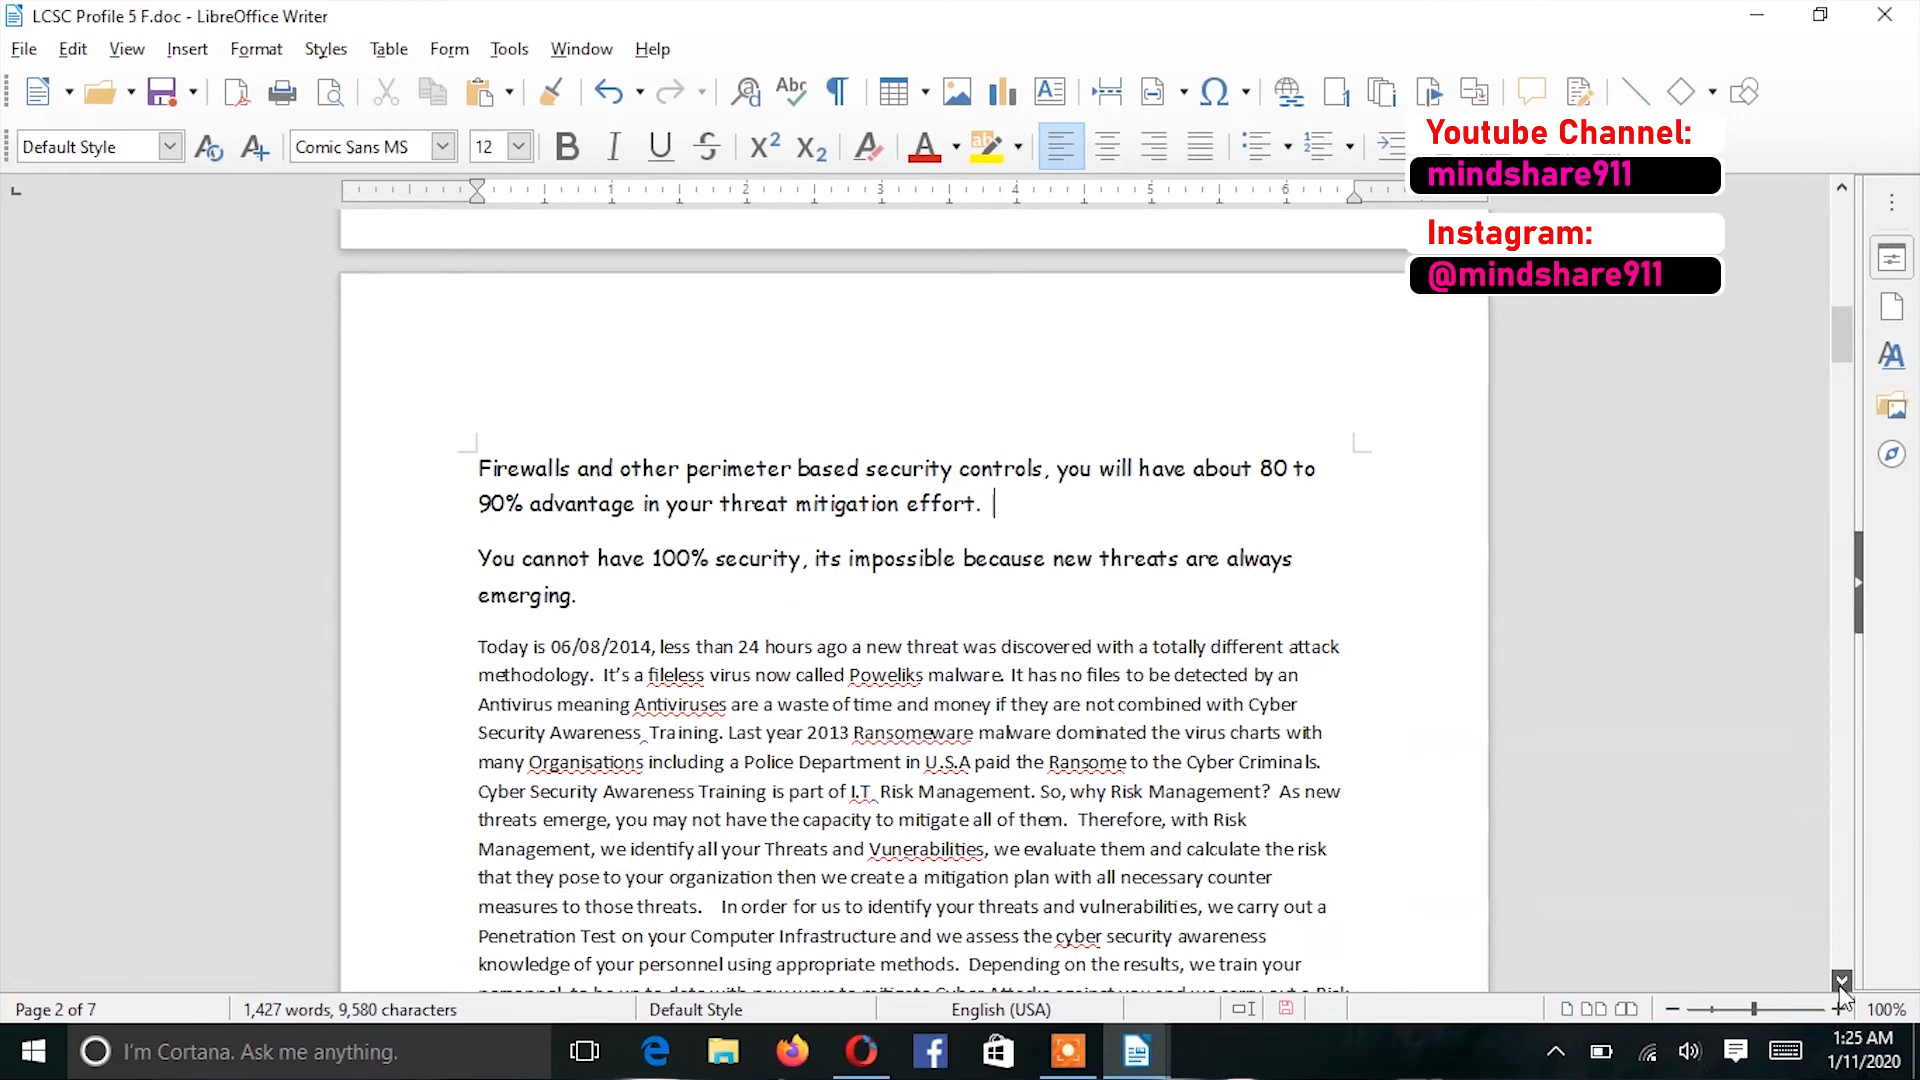 LCSC Profile 5 F.doc - LibreOffice Writer
File Edit View Insert Format Styles Table Form Tools Window Help
Default Style Comic Sans MS 12
Youtube Channel:
mindshare911
Instagram:
@mindshare911
1 2 3 4 5 6
Firewalls and other perimeter based security controls, you will have about 80 to
90% advantage in your threat mitigation effort.
You cannot have 100% security, its impossible because new threats are always
emerging.
Today is 06/08/2014, less than 24 hours ago a new threat was discovered with a totally different attack
methodology. It’s a fileless virus now called Poweliks malware. It has no files to be detected by an
Antivirus meaning Antiviruses are a waste of time and money if they are not combined with Cyber
Security Awareness Training. Last year 2013 Ransomeware malware dominated the virus charts with
many Organisations including a Police Department in U.S.A paid the Ransome to the Cyber Criminals.
Cyber Security Awareness Training is part of I.T Risk Management. So, why Risk Management? As new
threats emerge, you may not have the capacity to mitigate all of them. Therefore, with Risk
Management, we identify all your Threats and Vunerabilities, we evaluate them and calculate the risk
that they pose to your organization then we create a mitigation plan with all necessary counter
measures to those threats. In order for us to identify your threats and vulnerabilities, we carry out a
Penetration Test on your Computer Infrastructure and we assess the cyber security awareness
knowledge of your personnel using appropriate methods. Depending on the results, we train your
Page 2 of 7 1,427 words, 9,580 characters Default Style English (USA) 100%
I'm Cortana. Ask me anything.
1:25 AM
1/11/2020